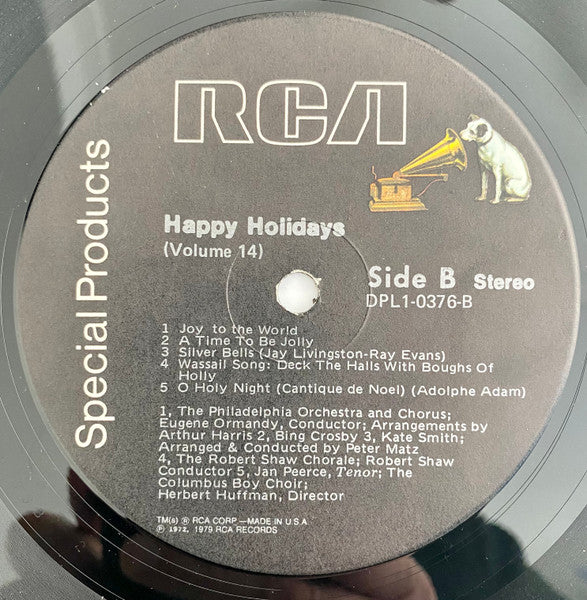 RCA
Special Products
Happy Holidays
(Volume 14)
Side B Stereo
DPL1-0376-B
1 Joy to the World
2 A Time To Be Jolly
3 Silver Bells (Jay Livingston-Ray Evans)
4 Wassail Song: Deck The Halls With Boughs Of
Holly
5 O Holy Night (Cantique de Noel) (Adolphe Adam)
1, The Philadelphia Orchestra and Chorus;
Eugene Ormandy, Conductor; Arrangements by
Arthur Harris 2, Bing Crosby 3, Kate Smith;
Arranged & Conducted by Peter Matz
4, The Robert Shaw Chorale; Robert Shaw
Conductor 5, Jan Peerce, Tenor; The
Columbus Boy Choir;
Herbert Huffman, Director
TM(s) ® RCA CORP.—MADE IN U.S.A
℗ 1972, 1979 RCA RECORDS